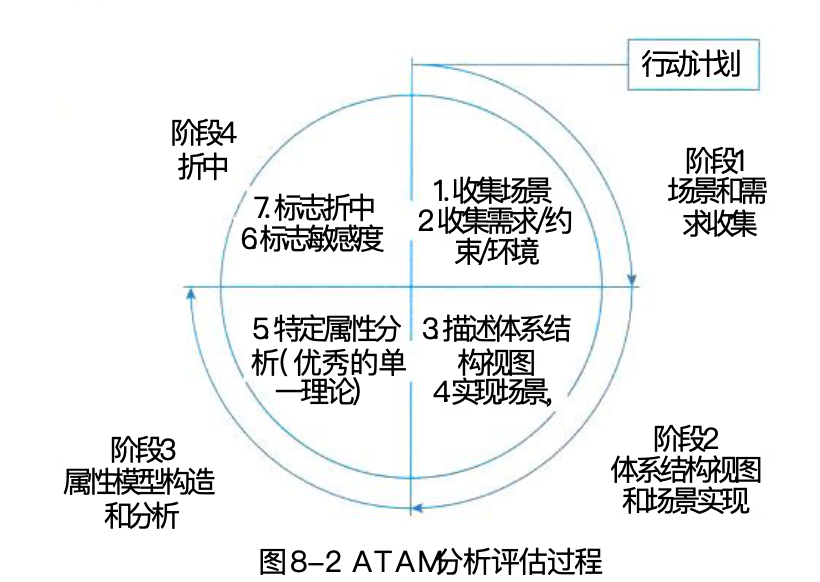 行动计划
阶段4
折中
阶段1
场景和需
求收集
7.标志折中
6标志敏感度
1.收集场景
2收集需求/约
束/环境
5.特定属性分
析(优秀的单
一理论)
3描述体系结
构视图
4实现场景,
阶段3
属性模型构造
和分析
阶段2
体系结构视图
和场景实现
图8-2 ATAM分析评估过程